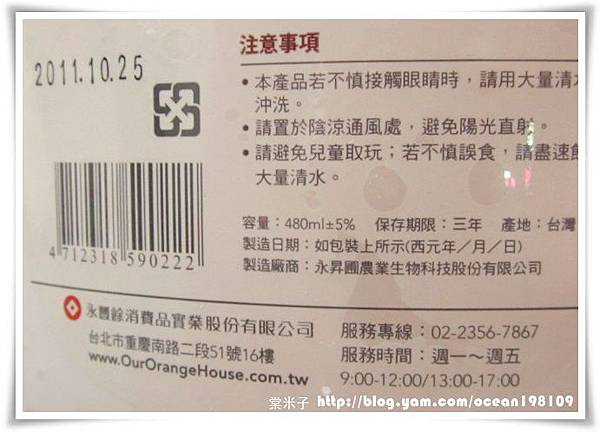 注意事項
2011.10.25
•本產品若不慎接觸眼睛時，請用大量清水
沖洗。
•請置於陰涼通風處，避免陽光直射。
•請避免兒童取玩；若不慎誤食，請盡速飲
大量清水。
容量：480ml±5%　保存期限：三年　產地：台灣
製造日期：如包裝上所示(西元年／月／日)
製造廠商：永昇圃農業生物科技股份有限公司
4 712318 590222
永豐餘消費品實業股份有限公司
台北市重慶南路二段51號16樓
www.OurOrangeHouse.com.tw
服務專線：02-2356-7867
服務時間：週一～週五
9:00-12:00/13:00-17:00
棠米子 http://blog.yam.com/ocean198109